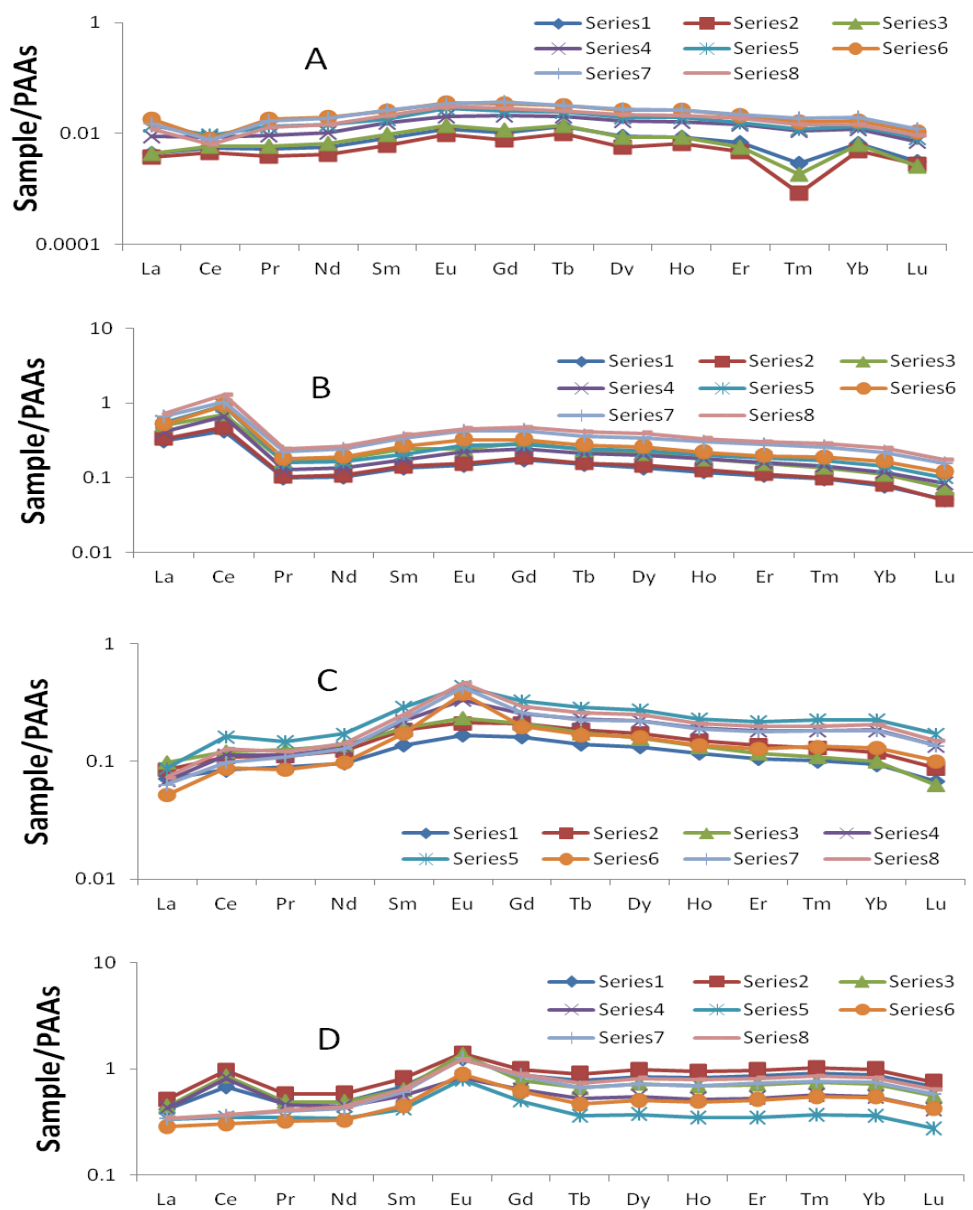 A
Sample/PAAs
1
0.01
0.0001
Series1 Series2 Series3
Series4 Series5 Series6
Series7 Series8
La Ce Pr Nd Sm Eu Gd Tb Dy Ho Er Tm Yb Lu
B
Sample/PAAs
10
1
0.1
0.01
Series1 Series2 Series3
Series4 Series5 Series6
Series7 Series8
La Ce Pr Nd Sm Eu Gd Tb Dy Ho Er Tm Yb Lu
C
Sample/PAAs
1
0.1
0.01
Series1 Series2 Series3 Series4
Series5 Series6 Series7 Series8
La Ce Pr Nd Sm Eu Gd Tb Dy Ho Er Tm Yb Lu
D
Sample/PAAs
10
1
0.1
Series1 Series2 Series3
Series4 Series5 Series6
Series7 Series8
La Ce Pr Nd Sm Eu Gd Tb Dy Ho Er Tm Yb Lu